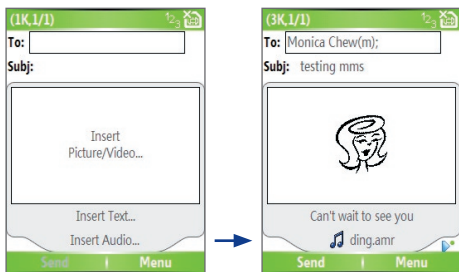 (1K,1/1) 123
To:
Subj:
Insert
Picture/Video...
Insert Text...
Insert Audio...
Send Menu
(3K,1/1) 123
To: Monica Chew(m);
Subj: testing mms
Can't wait to see you
ding.amr
Send Menu